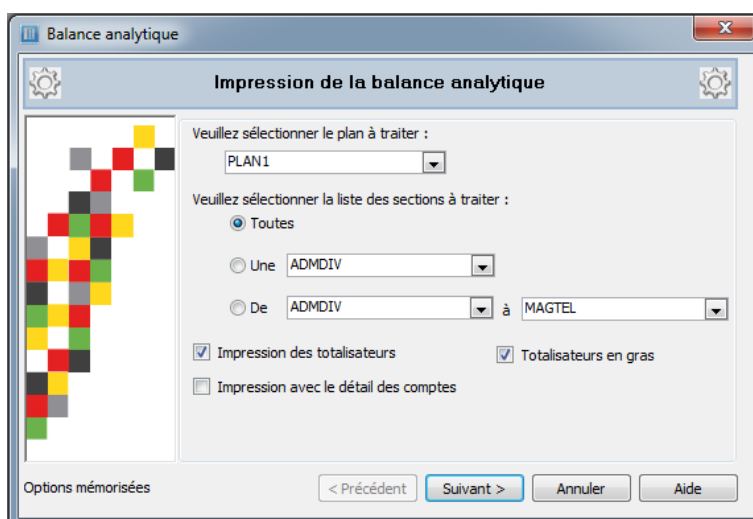 Balance analytique
Impression de la balance analytique
Veuillez sélectionner le plan à traiter :
PLAN1
Veuillez sélectionner la liste des sections à traiter :
Toutes
Une ADMDIV
De ADMDIV à MAGTEL
Impression des totalisateurs Totalisateurs en gras
Impression avec le détail des comptes
Options mémorisées < Précédent Suivant > Annuler Aide